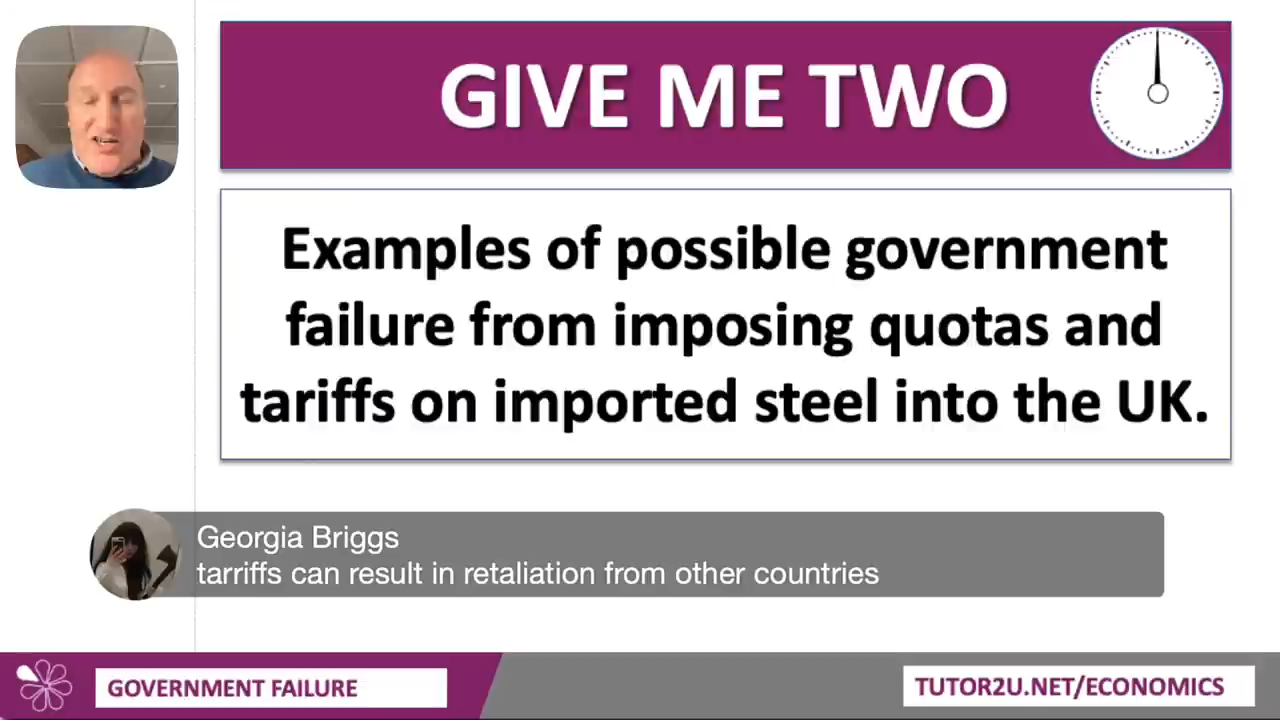 GIVE ME TWO
Examples of possible government
failure from imposing quotas and
tariffs on imported steel into the UK.
Georgia Briggs
tarriffs can result in retaliation from other countries
GOVERNMENT FAILURE
TUTOR2U.NET/ECONOMICS